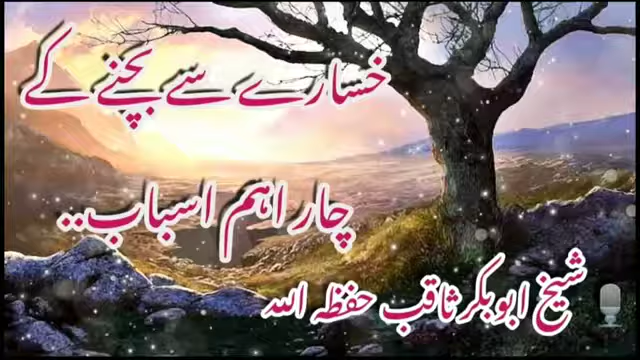 خسارے سے بچنے کے
چار اہم اسباب..
شیخ ابوبکر ثاقب حفظہ اللہ